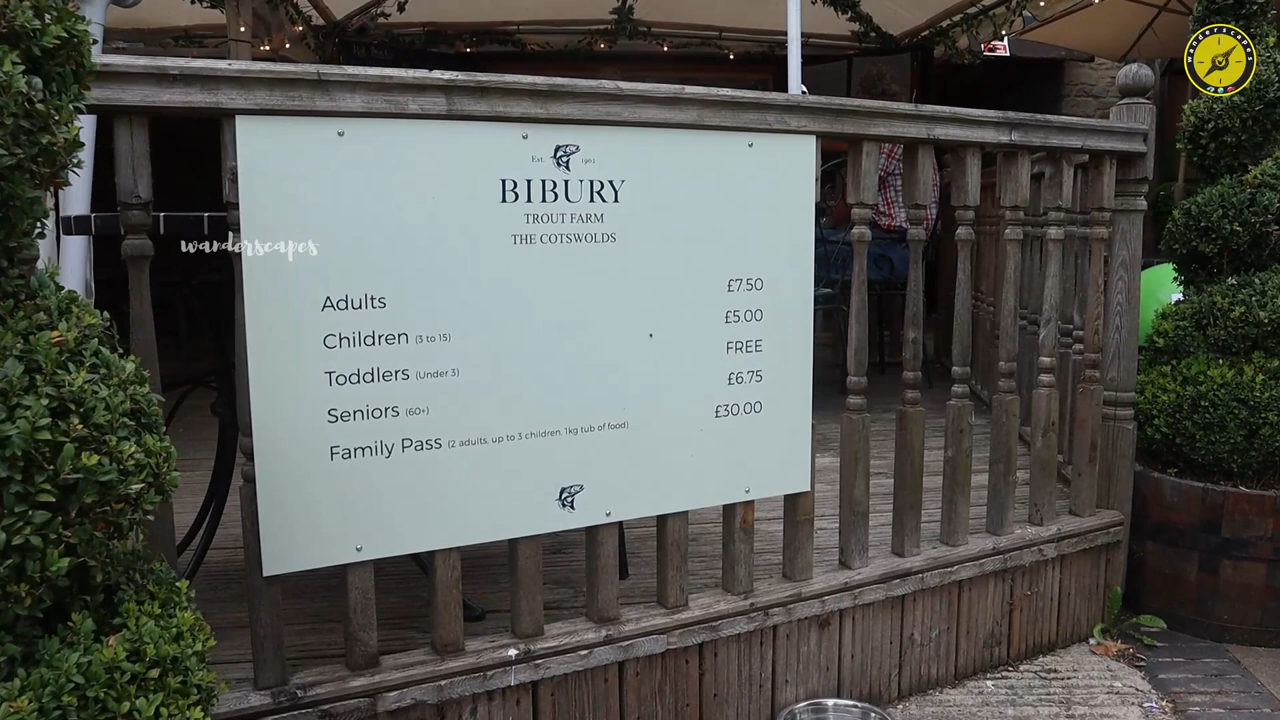 wanderscapes
Est. 1902
BIBURY
TROUT FARM
THE COTSWOLDS
wanderscapes
Adults £7.50
Children (3 to 15) £5.00
Toddlers (Under 3) FREE
Seniors (60+) £6.75
Family Pass (2 adults, up to 3 children, 1kg tub of food) £30.00